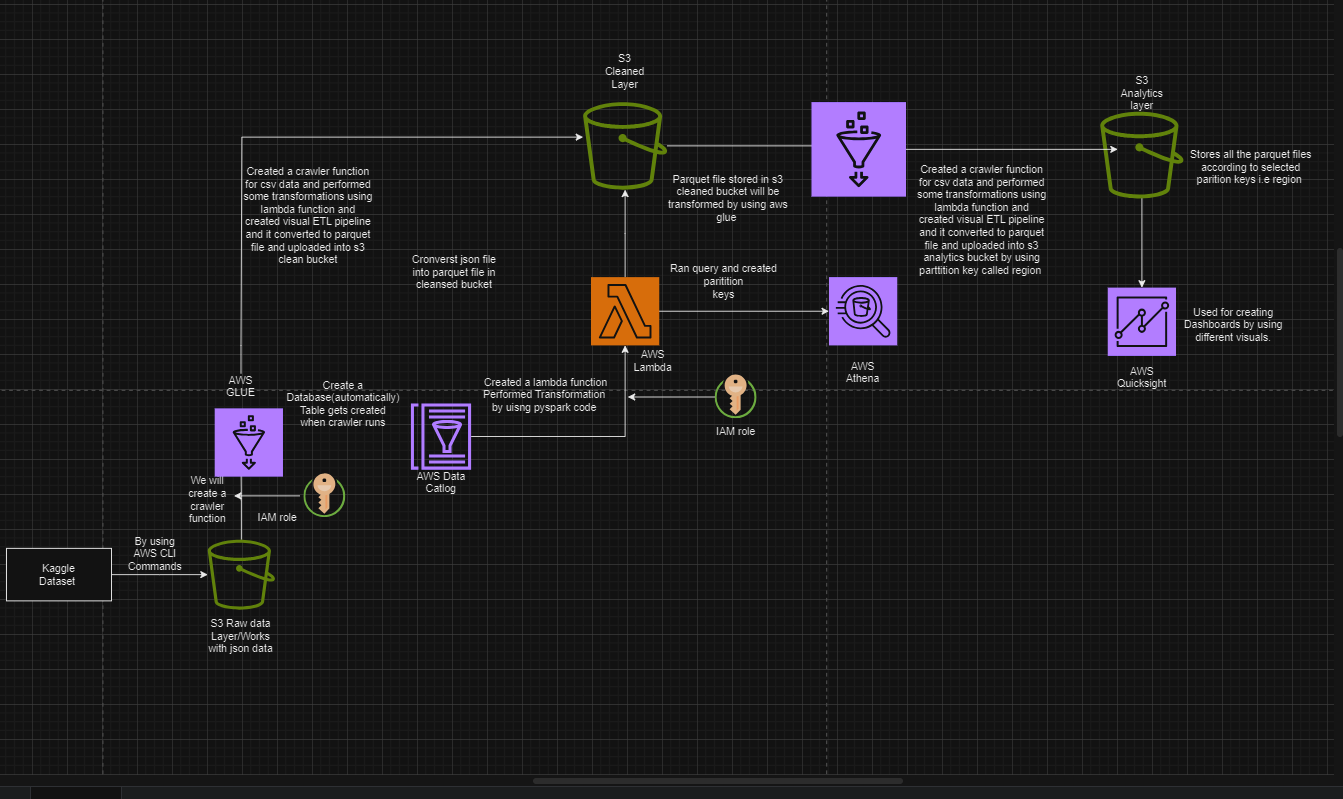 S3
Cleaned
Layer
S3
Analytics
layer
Stores all the parquet files
according to selected
parition keys i.e region
Created a crawler function
for csv data and performed
some transformations using
lambda function and
created visual ETL pipeline
and it converted to parquet
file and uploaded into s3
clean bucket
Parquet file stored in s3
cleaned bucket will be
transformed by using aws
glue
Created a crawler function
for csv data and performed
some transformations using
lambda function and
created visual ETL pipeline
and it converted to parquet
file and uploaded into s3
analytics bucket by using
parttition key called region
Cronverst json file
into parquet file in
cleansed bucket
Ran query and created
paritition
keys
Used for creating
Dashboards by using
different visuals.
AWS
Lambda
AWS
Athena
AWS
Quicksight
AWS
GLUE
Create a
Database(automatically)
Table gets created
when crawler runs
Created a lambda function
Performed Transformation
by uisng pyspark code
IAM role
AWS Data
Catlog
We will
create a
crawler
function
IAM role
By using
AWS CLI
Commands
Kaggle
Dataset
S3 Raw data
Layer/Works
with json data